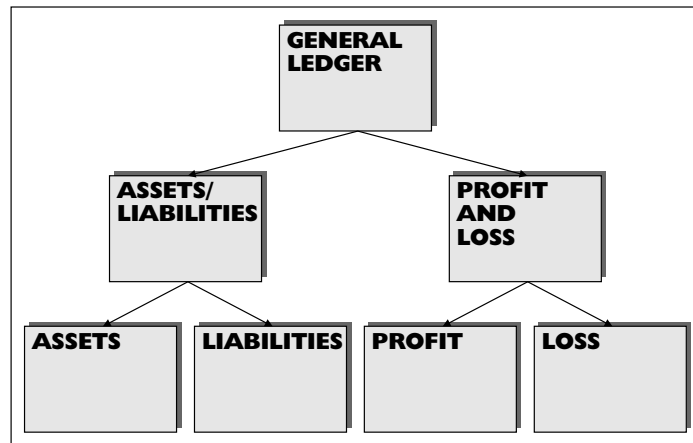 GENERAL
LEDGER
ASSETS/
LIABILITIES
PROFIT
AND
LOSS
ASSETS
LIABILITIES
PROFIT
LOSS